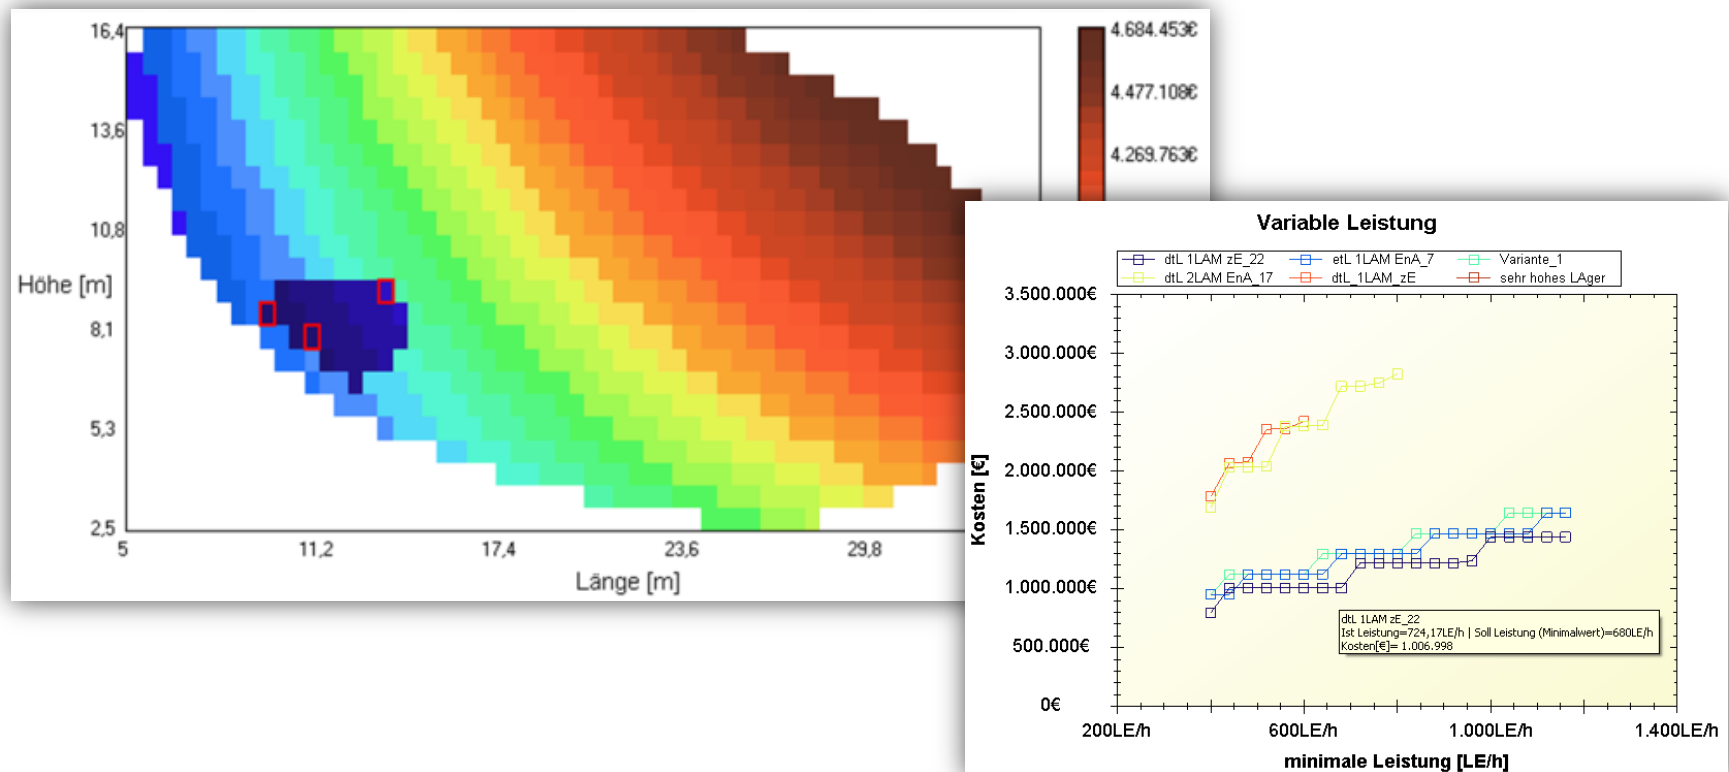 16,4
13,6
10,8
Höhe [m]
8,1
5,3
2,5
5
11,2
17,4
23,6
29,8
Länge [m]
4.684.453€
4.477.108€
4.269.763€
Variable Leistung
dtL 1LAM zE_22
etL 1LAM EnA_7
Variante_1
dtL 2LAM EnA_17
dtL_1LAM_zE
sehr hohes LAger
3.500.000€
3.000.000€
2.500.000€
2.000.000€
Kosten [€]
1.500.000€
1.000.000€
500.000€
0€
dtL 1LAM zE_22
Ist Leistung=724,17LE/h | Soll Leistung (Minimalwert)=680LE/h
Kosten[€]= 1.006.998
200LE/h
600LE/h
1.000LE/h
1.400LE/h
minimale Leistung [LE/h]